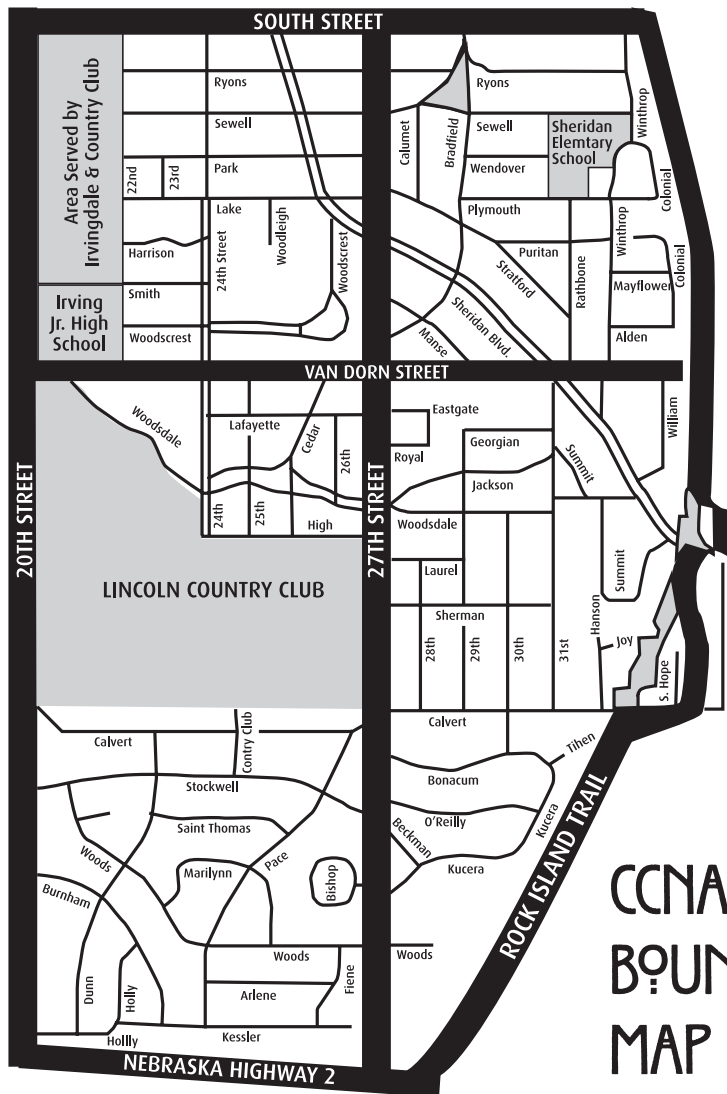 SOUTH STREET
Area Served by
Irvingdale & Country Club
Ryons
Sewell
22nd
23rd
Park
Lake
24th Street
Woodleigh
Woodscrest
Harrison
Irving
Jr. High
School
Smith
Woodscrest
Ryons
Calumet
Bradfield
Sewell
Wendover
Sheridan
Elemtary
School
Winthrop
Colonial
Plymouth
Puritan
Stratford
Rathbone
Winthrop
Colonial
Mayflower
Alden
Sheridan Blvd.
Manse
VAN DORN STREET
20TH STREET
27TH STREET
Woodsdale
Lafayette
Cedar
26th
24th
25th
High
LINCOLN COUNTRY CLUB
Eastgate
Royal
Georgian
Jackson
Summit
William
Woodsdale
Laurel
Sherman
28th
29th
30th
31st
Hanson
Summit
Joy
S. Hope
Calvert
Contry Club
Calvert
Stockwell
Saint Thomas
Woods
Marilynn
Pace
Bishop
Burnham
Dunn
Holly
Hollly
Woods
Arlene
Fiene
Kessler
Tihen
Bonacum
O'Reilly
Beckman
Kucera
Kucera
Woods
ROCK ISLAND TRAIL
NEBRASKA HIGHWAY 2
CCNA
BOUN
MAP